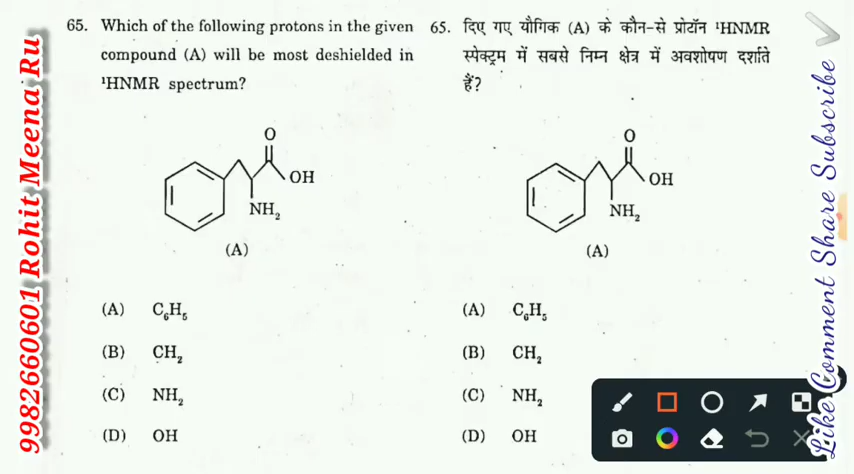 9982660601 Rohit Meena Ru
65. Which of the following protons in the given
compound (A) will be most deshielded in
¹HNMR spectrum?
O
OH
NH₂
(A)
(A) C₆H₅
(B) CH₂
(C) NH₂
(D) OH
65. दिए गए यौगिक (A) के कौन-से प्रोटॉन ¹HNMR
स्पेक्ट्रम में सबसे निम्न क्षेत्र में अवशोषण दर्शाते
हैं?
O
OH
NH₂
(A)
(A) C₆H₅
(B) CH₂
(C) NH₂
(D) OH
Like Comment Share Subscribe